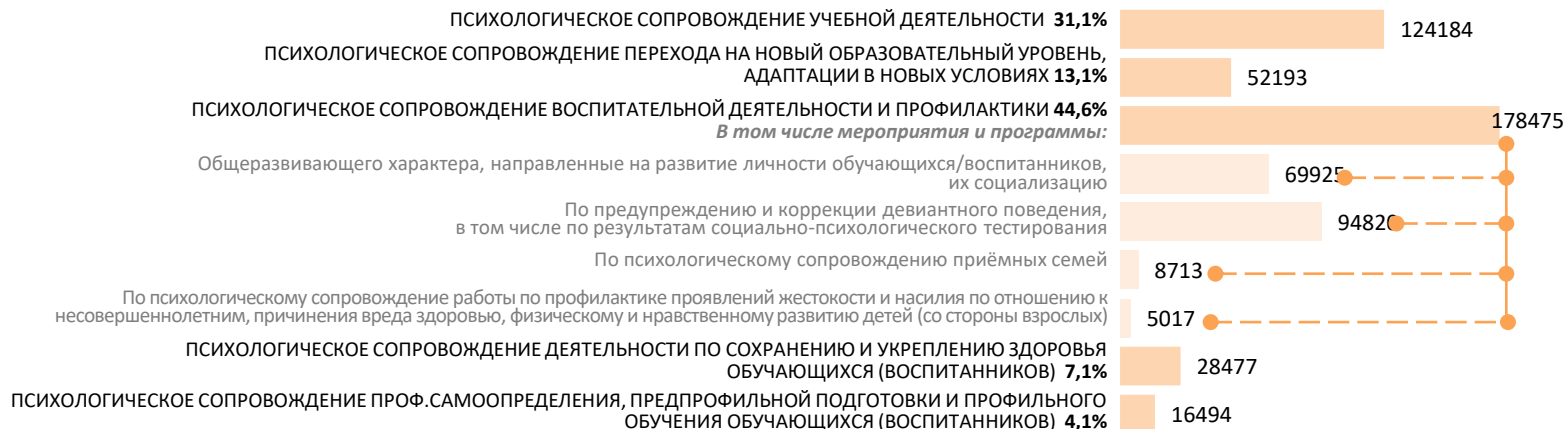 ПСИХОЛОГИЧЕСКОЕ СОПРОВОЖДЕНИЕ УЧЕБНОЙ ДЕЯТЕЛЬНОСТИ 31,1%
124184
ПСИХОЛОГИЧЕСКОЕ СОПРОВОЖДЕНИЕ ПЕРЕХОДА НА НОВЫЙ ОБРАЗОВАТЕЛЬНЫЙ УРОВЕНЬ,
АДАПТАЦИИ В НОВЫХ УСЛОВИЯХ 13,1%
52193
ПСИХОЛОГИЧЕСКОЕ СОПРОВОЖДЕНИЕ ВОСПИТАТЕЛЬНОЙ ДЕЯТЕЛЬНОСТИ И ПРОФИЛАКТИКИ 44,6%
178475
В том числе мероприятия и программы:
Общеразвивающего характера, направленные на развитие личности обучающихся/воспитанников,
их социализацию
69925
По предупреждению и коррекции девиантного поведения,
в том числе по результатам социально-психологического тестирования
94820
По психологическому сопровождению приёмных семей
8713
По психологическому сопровождение работы по профилактике проявлений жестокости и насилия по отношению к
несовершеннолетним, причинения вреда здоровью, физическому и нравственному развитию детей (со стороны взрослых)
5017
ПСИХОЛОГИЧЕСКОЕ СОПРОВОЖДЕНИЕ ДЕЯТЕЛЬНОСТИ ПО СОХРАНЕНИЮ И УКРЕПЛЕНИЮ ЗДОРОВЬЯ
ОБУЧАЮЩИХСЯ (ВОСПИТАННИКОВ) 7,1%
28477
ПСИХОЛОГИЧЕСКОЕ СОПРОВОЖДЕНИЕ ПРОФ.САМООПРЕДЕЛЕНИЯ, ПРЕДПРОФИЛЬНОЙ ПОДГОТОВКИ И ПРОФИЛЬНОГО
ОБУЧЕНИЯ ОБУЧАЮЩИХСЯ (ВОСПИТАННИКОВ) 4,1%
16494